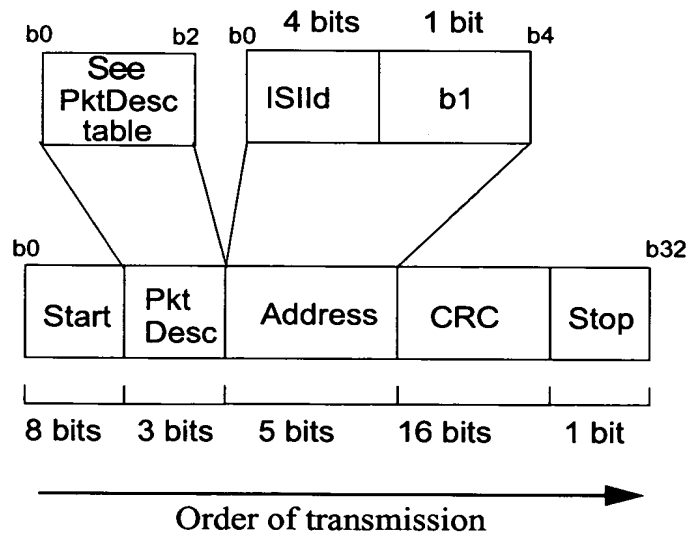 4 bits 1 bit
b0 b2 b0 b4
See
PktDesc
table
ISIId b1
b0 b32
Start Pkt
Desc Address CRC Stop
8 bits 3 bits 5 bits 16 bits 1 bit
Order of transmission